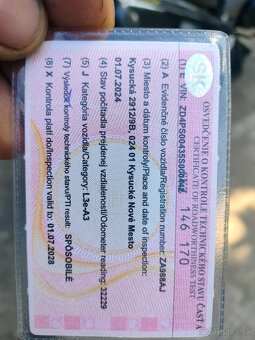 OSVEDČENIE O KONTROLE TECHNICKÉHO STAVU ČASŤ A
CERTIFICATE OF ROADWORTHINESS TEST
146 170
(1) E VIN:
(2) A Evidenčné číslo vozidla/Registration number: ZA988AJ
(3) Miesto a dátum kontroly/Place and date of inspection:
Kysucká 2912/9B, 024 01 Kysucké Nové Mesto
01.07.2024
(4) Stav počítadla prejdenej vzdialenosti/Odometer reading: 32229
(5) J Kategória vozidla/Category: L3e-A3
(7) Výsledok kontroly technického stavu/PTI result: SPÔSOBILÉ
(8) X Kontrola platí do/Inspection valid to: 01.07.2028